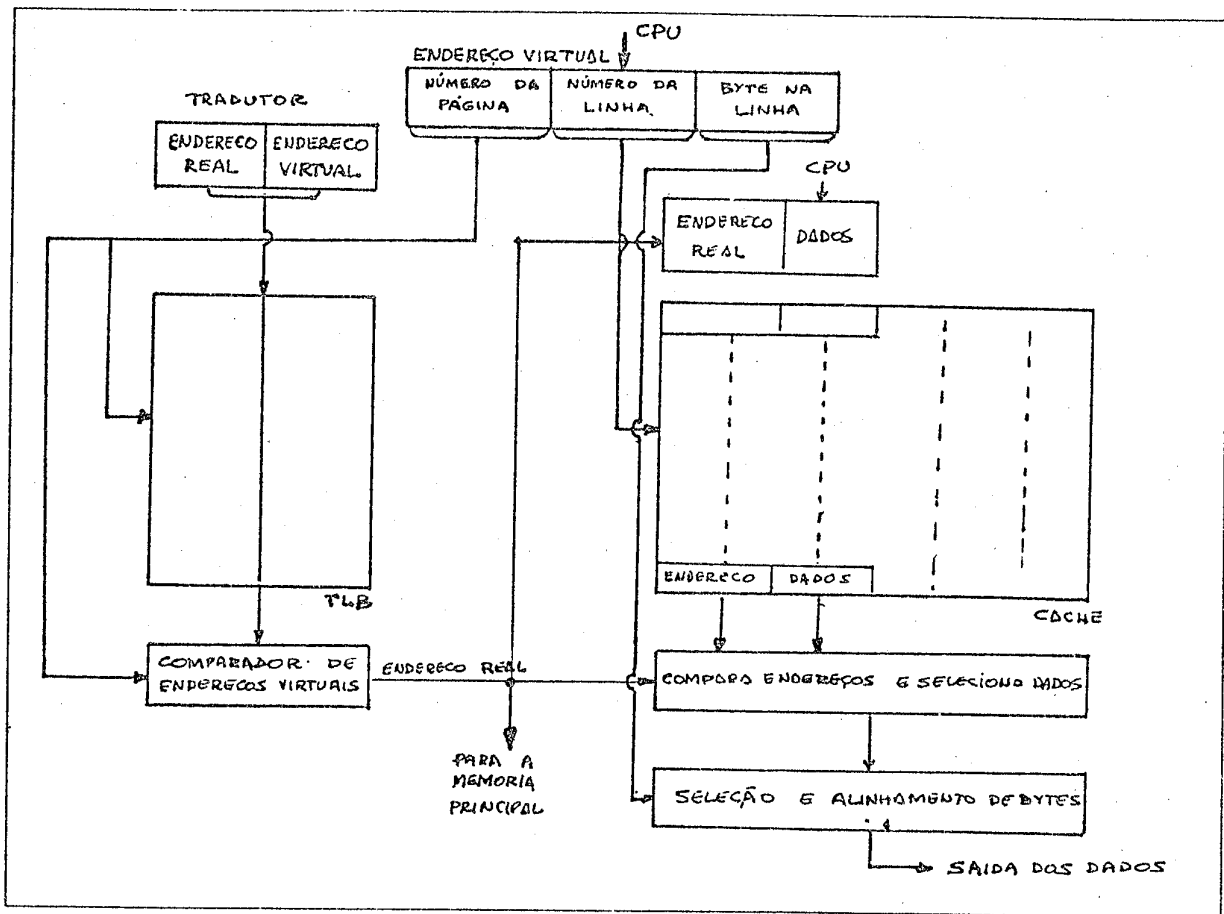 CPU
ENDEREÇO VIRTUAL
NÚMERO DA
PÁGINA
NÚMERO DA
LINHA
BYTE NA
LINHA
TRADUTOR
ENDERECO
REAL
ENDERECO
VIRTUAL
CPU
ENDERECO
REAL
DADOS
TLB
ENDERECO
DADOS
CACHE
COMPARADOR DE
ENDERECOS VIRTUAIS
ENDERECO REAL
COMPARA ENDEREÇOS E SELECIONA DADOS
PARA A
MEMORIA
PRINCIPAL
SELEÇÃO E ALINHAMENTO DE BYTES
SAIDA DOS DADOS